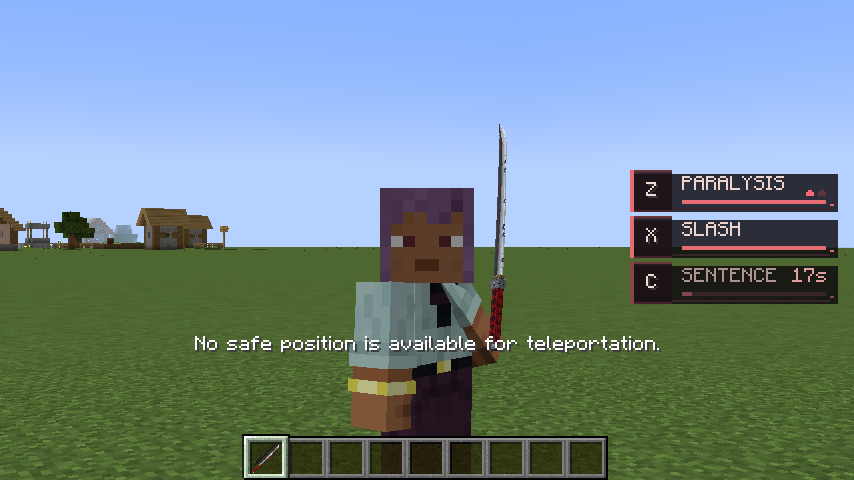 Z PARALYSIS
X SLASH
C SENTENCE 17s
No safe position is available for teleportation.